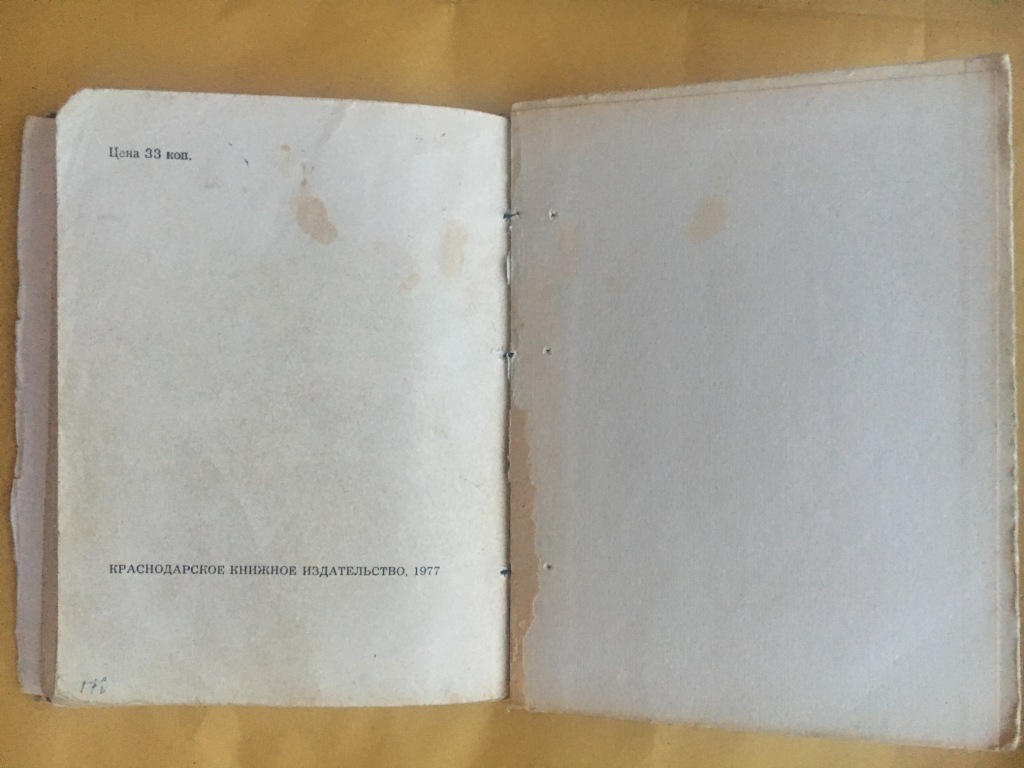 Цена 33 коп.
КРАСНОДАРСКОЕ КНИЖНОЕ ИЗДАТЕЛЬСТВО, 1977